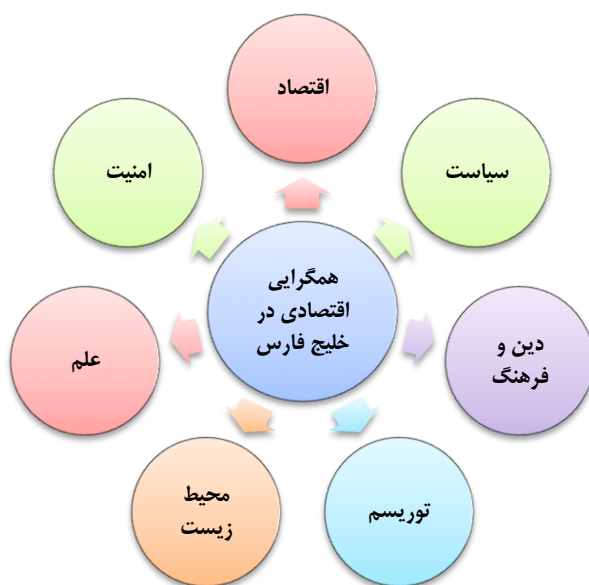 اقتصاد
سیاست
امنیت
همگرایی
اقتصادی در
خلیج فارس
دین و
فرهنگ
علم
توریسم
محیط
زیست